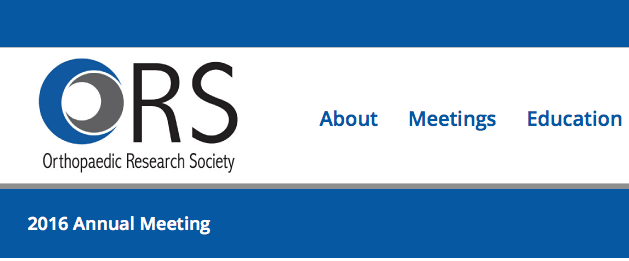 ORS
Orthopaedic Research Society
About Meetings Education
2016 Annual Meeting